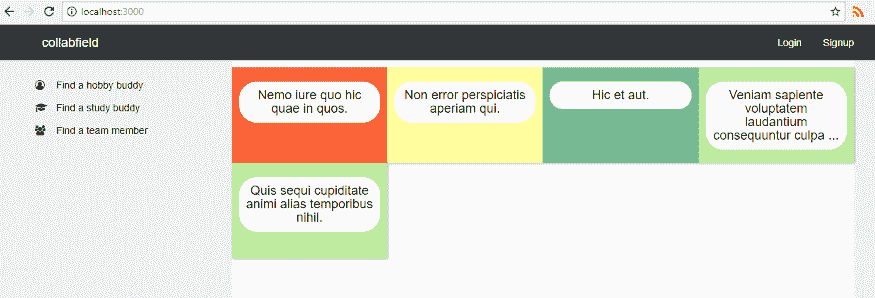 localhost:3000
collabfield
Login
Signup
Find a hobby buddy
Find a study buddy
Find a team member
Nemo iure quo hic
quae in quos.
Non error perspiciatis
aperiam qui.
Hic et aut.
Veniam sapiente
voluptatem
laudantium
consequuntur culpa ...
Quis sequi cupiditate
animi alias temporibus
nihil.